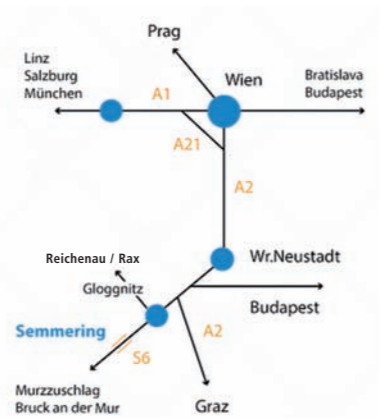 Prag
Linz
Salzburg
München
Wien
Bratislava
Budapest
A1
A21
A2
Reichenau / Rax
Wr.Neustadt
Gloggnitz
Budapest
Semmering
A2
S6
Murzzuschlag
Bruck an der Mur
Graz